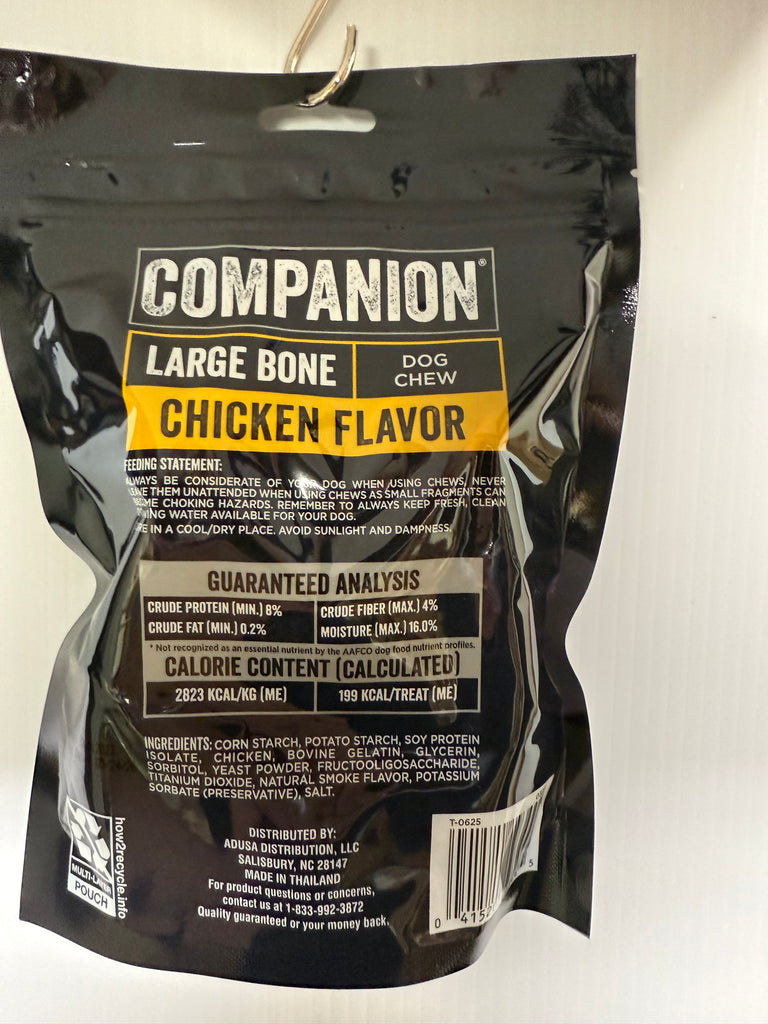 COMPANION®
LARGE BONE
DOG
CHEW
CHICKEN FLAVOR
FEEDING STATEMENT:
ALWAYS BE CONSIDERATE OF YOUR DOG WHEN USING CHEWS, NEVER
LEAVE THEM UNATTENDED WHEN USING CHEWS AS SMALL FRAGMENTS CAN
CHOKING HAZARDS. REMEMBER TO ALWAYS KEEP FRESH, CLEAN
WATER AVAILABLE FOR YOUR DOG.
IN A COOL/DRY PLACE. AVOID SUNLIGHT AND DAMPNESS.
GUARANTEED ANALYSIS
CRUDE PROTEIN (MIN.) 8%
CRUDE FIBER (MAX.) 4%
CRUDE FAT (MIN.) 0.2%
MOISTURE (MAX.) 16.0%
* Not recognized as an essential nutrient by the AAFCO dog food nutrient profiles.
CALORIE CONTENT (CALCULATED)
2823 KCAL/KG (ME)
199 KCAL/TREAT (ME)
INGREDIENTS: CORN STARCH, POTATO STARCH, SOY PROTEIN
ISOLATE, CHICKEN, BOVINE GELATIN, GLYCERIN,
SORBITOL, YEAST POWDER, FRUCTOOLIGOSACCHARIDE,
TITANIUM DIOXIDE, NATURAL SMOKE FLAVOR, POTASSIUM
SORBATE (PRESERVATIVE), SALT.
MULTI-LAYER
POUCH
how2recycle.info
DISTRIBUTED BY:
ADUSA DISTRIBUTION, LLC
SALISBURY, NC 28147
MADE IN THAILAND
For product questions or concerns,
contact us at 1-833-992-3872
Quality guaranteed or your money back.
T-0625
0